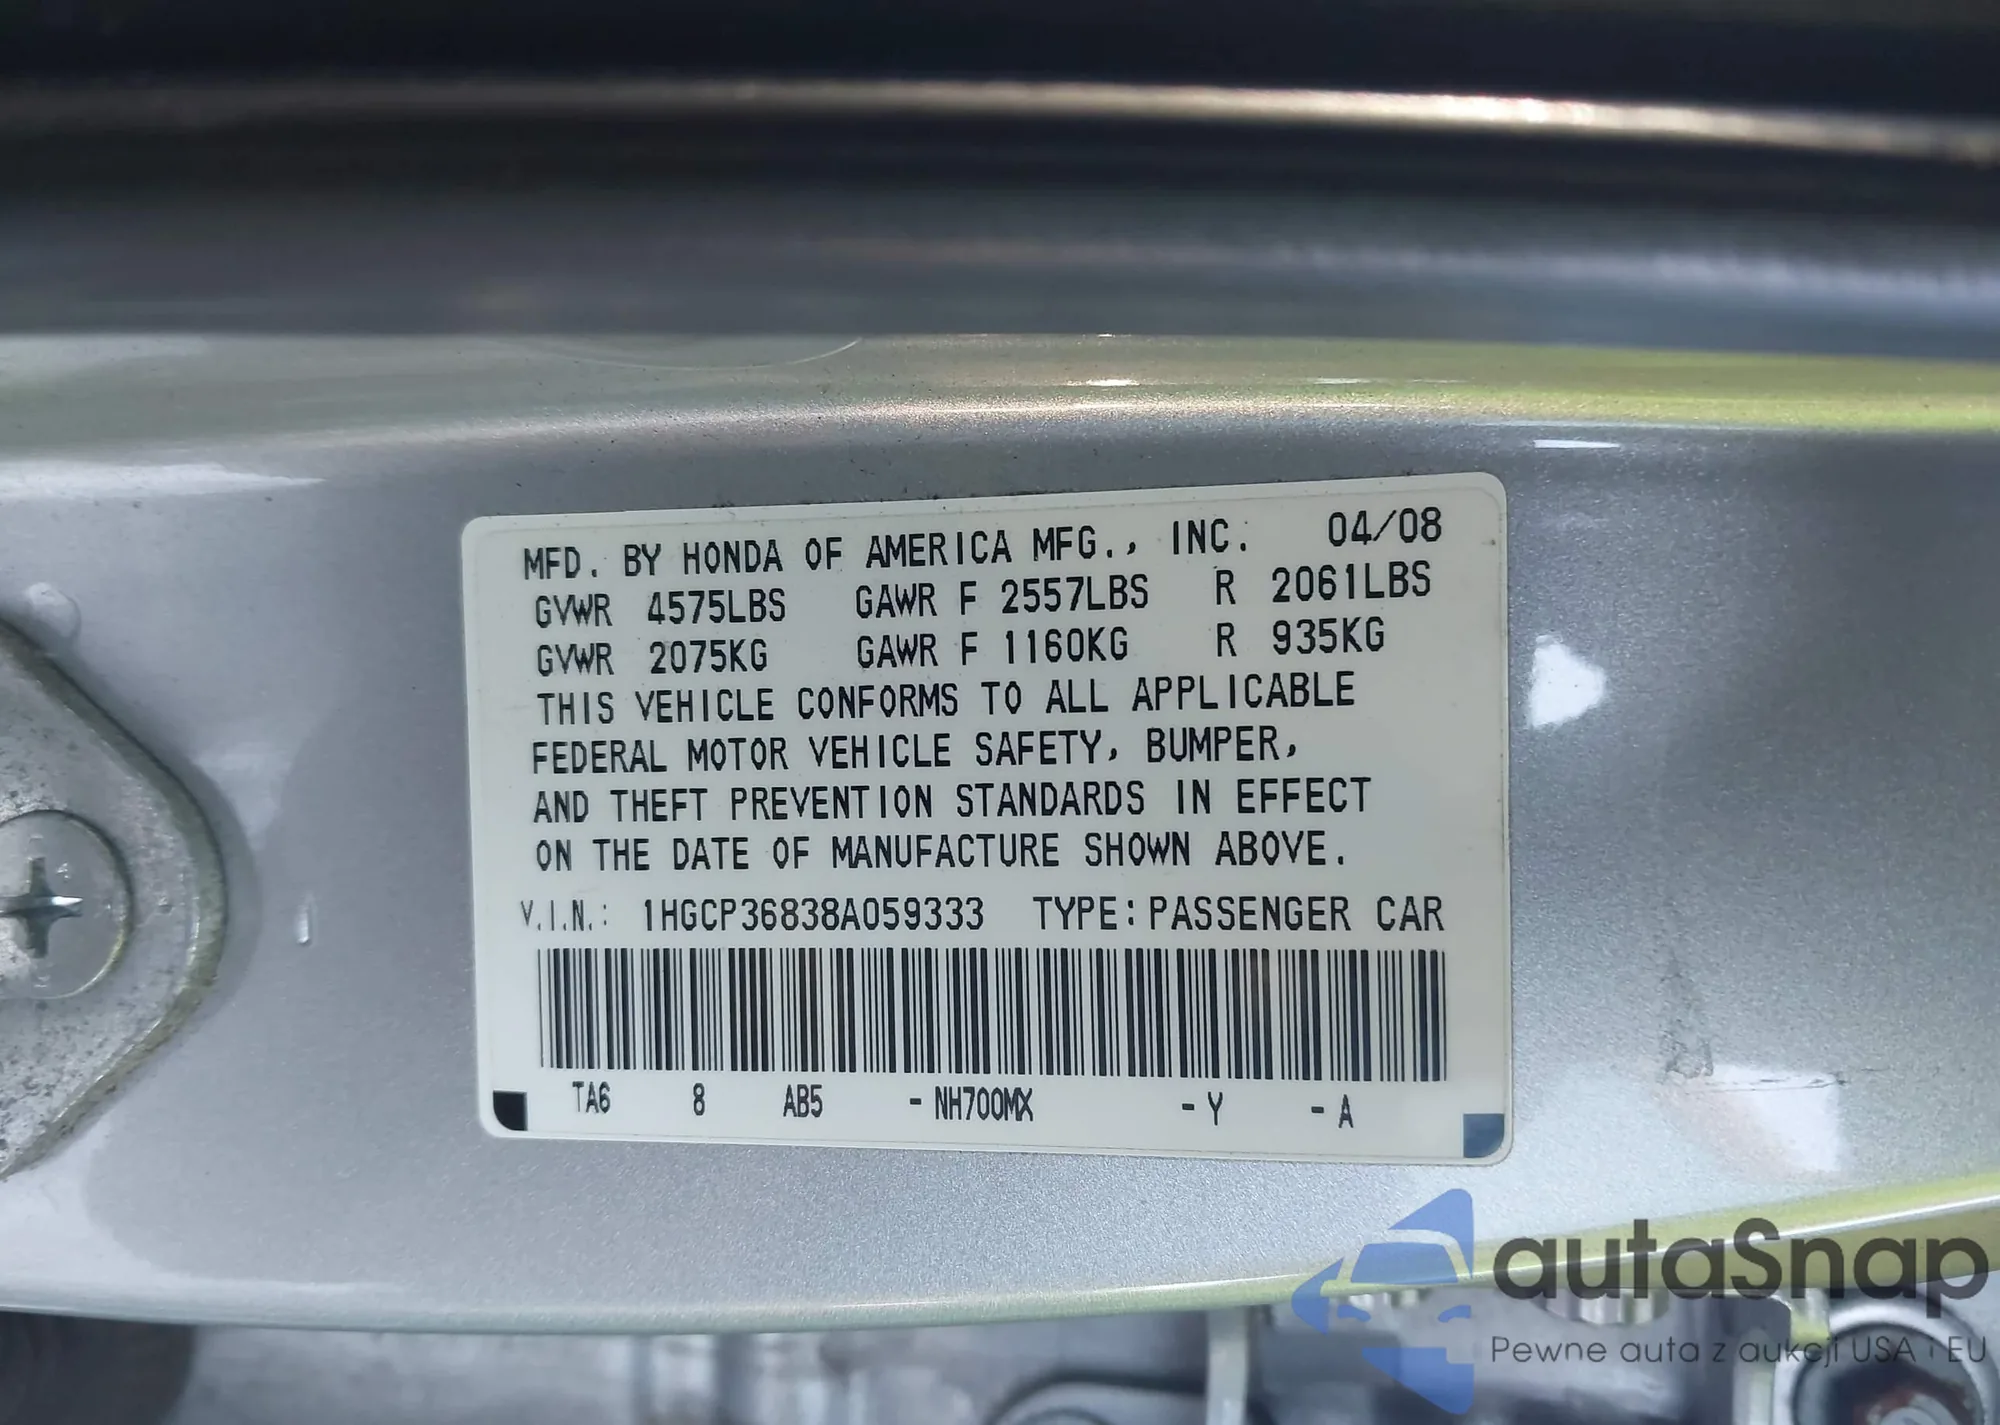 MFD. BY HONDA OF AMERICA MFG., INC. 04/08
GVWR 4575LBS GAWR F 2557LBS R 2061LBS
GVWR 2075KG GAWR F 1160KG R 935KG
THIS VEHICLE CONFORMS TO ALL APPLICABLE
FEDERAL MOTOR VEHICLE SAFETY, BUMPER,
AND THEFT PREVENTION STANDARDS IN EFFECT
ON THE DATE OF MANUFACTURE SHOWN ABOVE.
V.I.N.: 1HGCP36838A059333 TYPE: PASSENGER CAR
TA6 8 AB5 - NH700MX - Y - A
autaSnap
Pewne auta z aukcji USA i EU